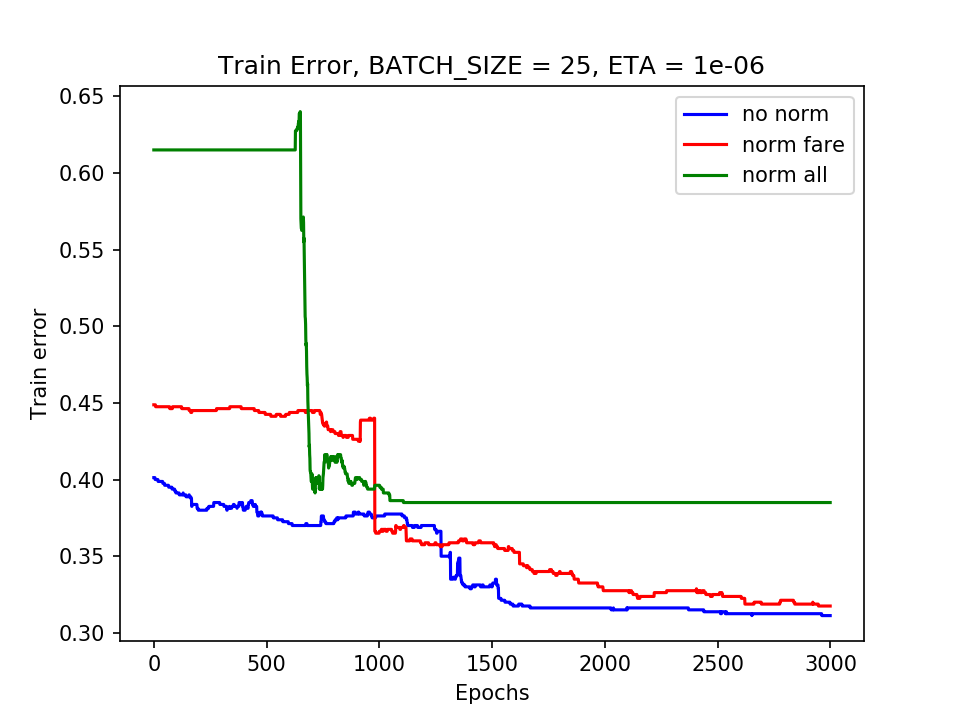 Train Error, BATCH_SIZE = 25, ETA = 1e-06
no norm
norm fare
norm all
Train error
0.65
0.60
0.55
0.50
0.45
0.40
0.35
0.30
0 500 1000 1500 2000 2500 3000
Epochs